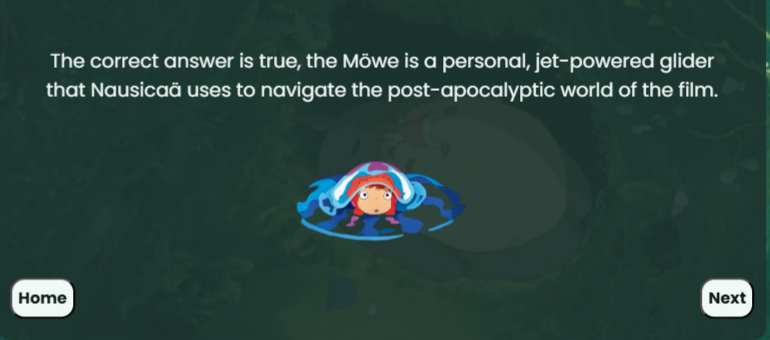 The correct answer is true, the Möwe is a personal, jet-powered glider
that Nausicaä uses to navigate the post-apocalyptic world of the film.
Home
Next